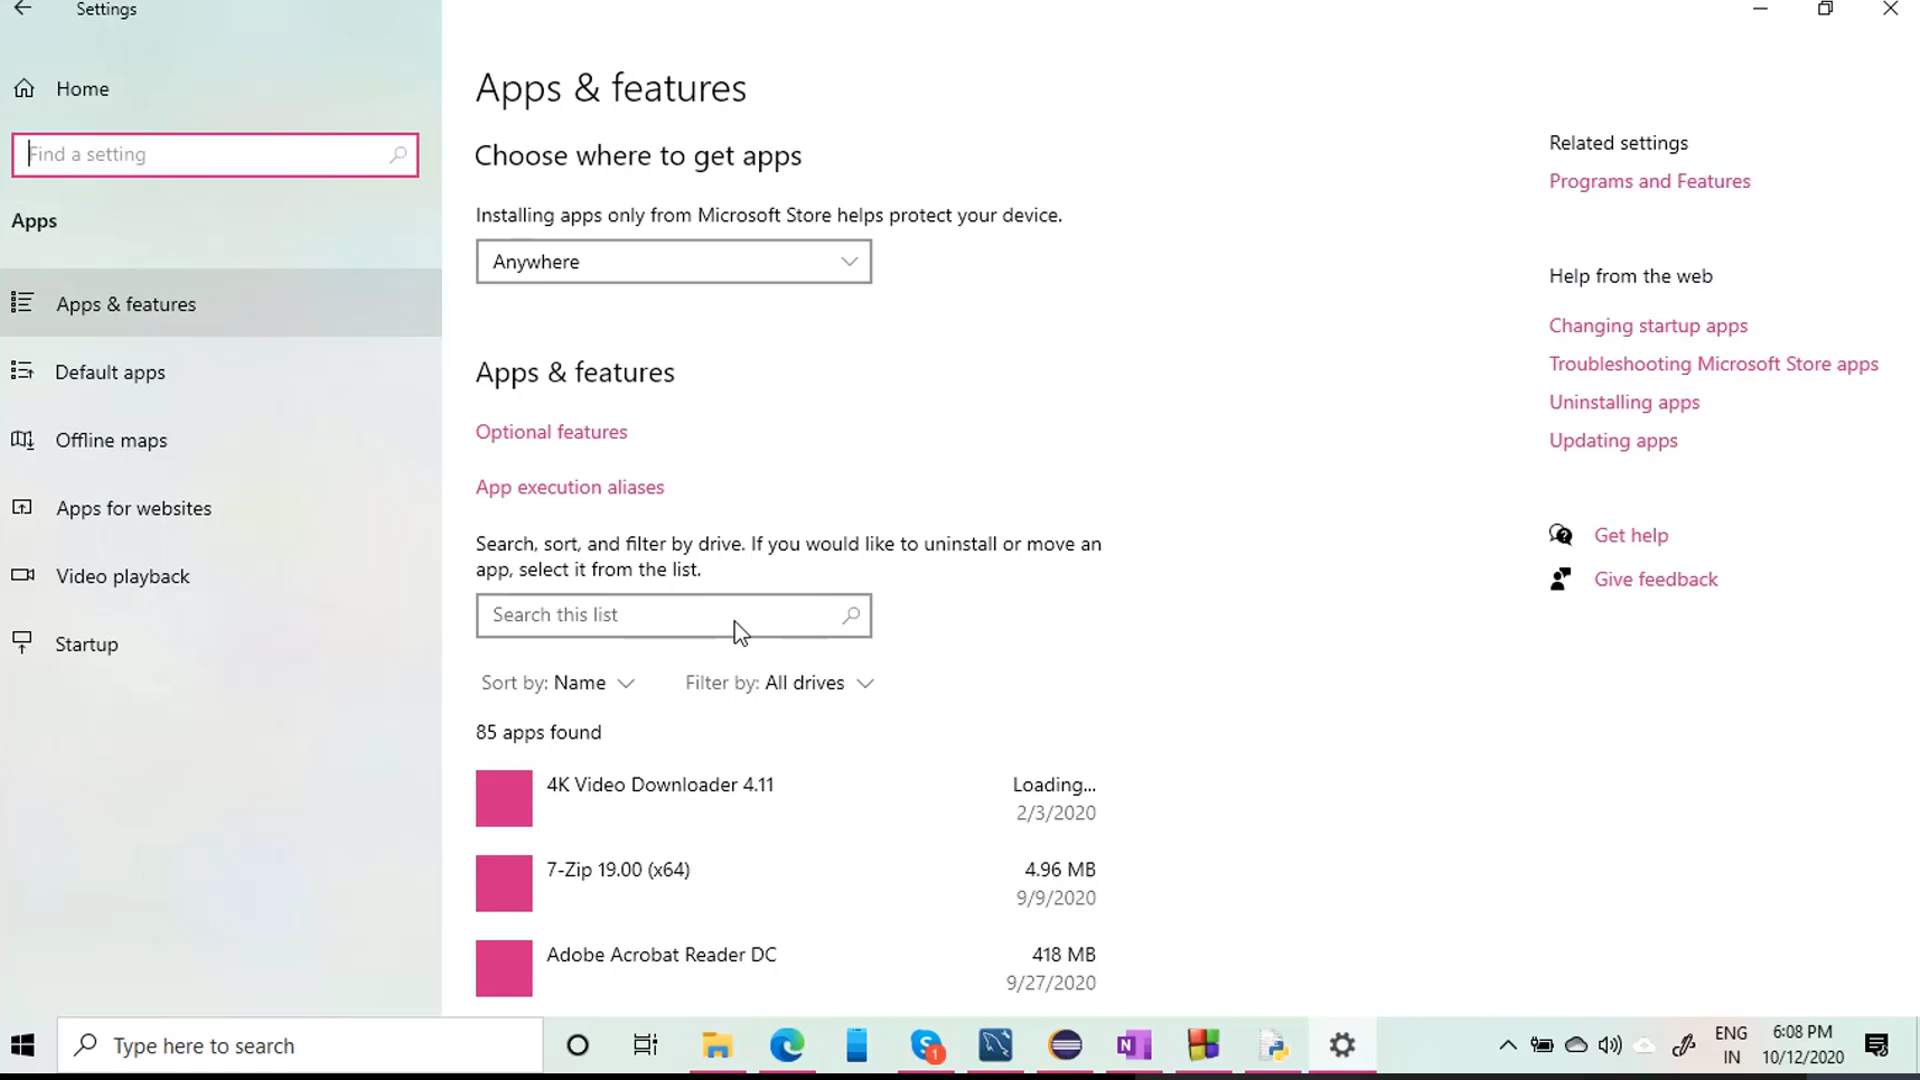 Settings
Home
Find a setting
Apps
Apps & features
Default apps
Offline maps
Apps for websites
Video playback
Startup
Apps & features
Choose where to get apps
Installing apps only from Microsoft Store helps protect your device.
Anywhere
Apps & features
Optional features
App execution aliases
Search, sort, and filter by drive. If you would like to uninstall or move an
app, select it from the list.
Search this list
Sort by: Name
Filter by: All drives
85 apps found
4K Video Downloader 4.11
Loading...
2/3/2020
7-Zip 19.00 (x64)
4.96 MB
9/9/2020
Adobe Acrobat Reader DC
418 MB
9/27/2020
Related settings
Programs and Features
Help from the web
Changing startup apps
Troubleshooting Microsoft Store apps
Uninstalling apps
Updating apps
Get help
Give feedback
Type here to search
S
1
N
ENG
IN
6:08 PM
10/12/2020